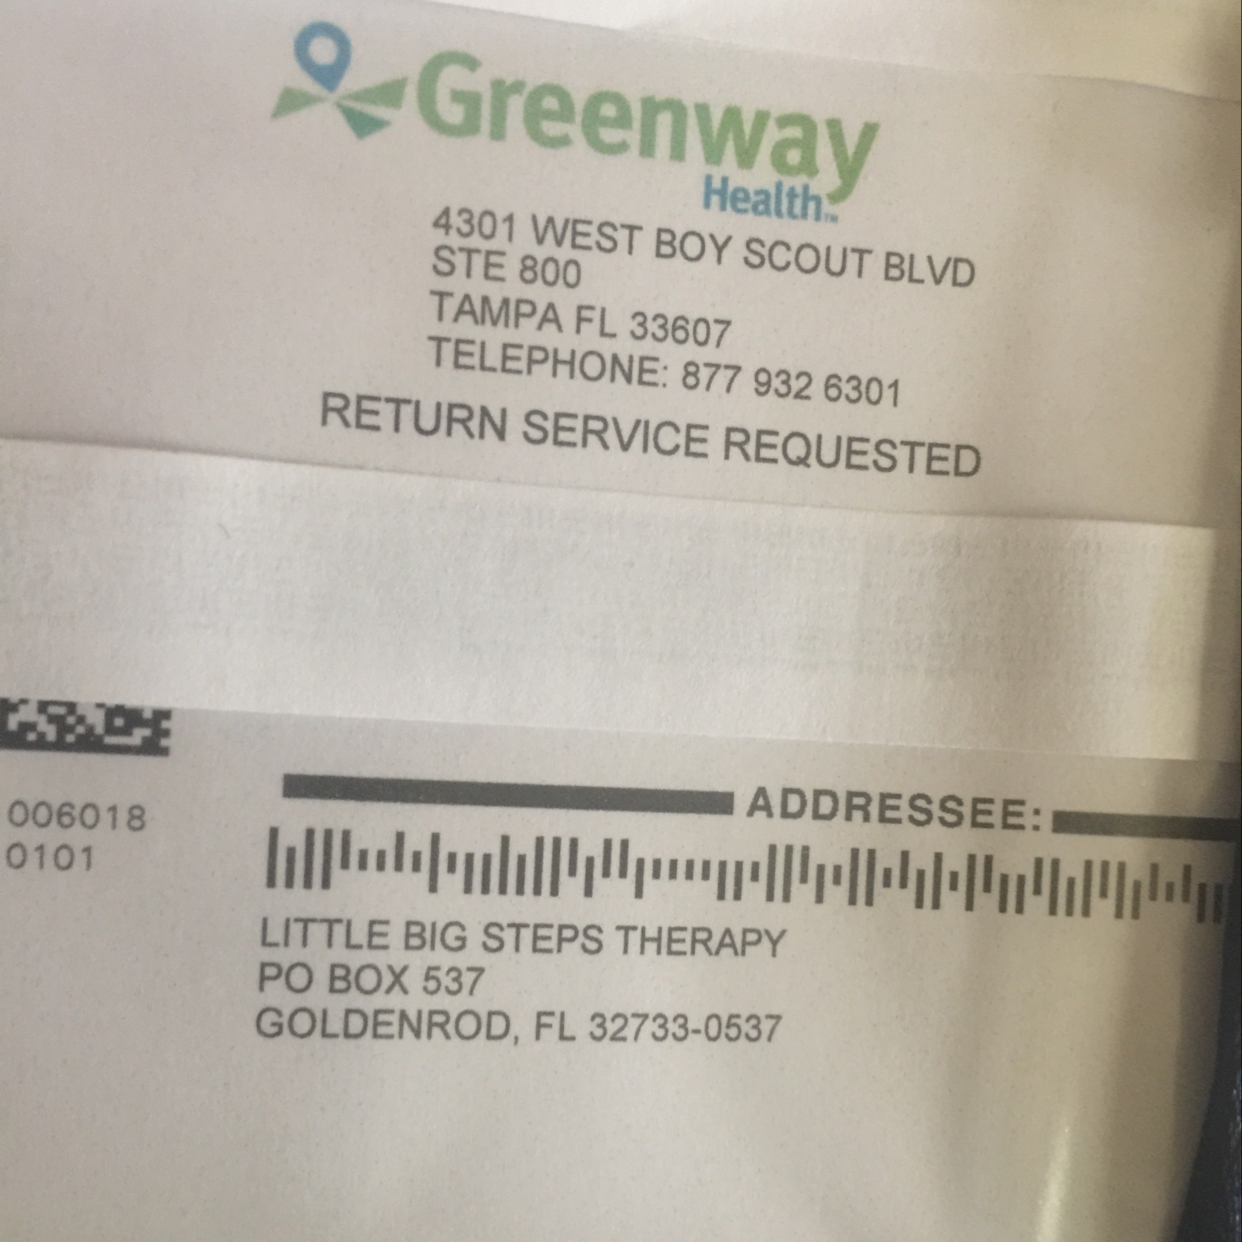 Greenway
Health™
4301 WEST BOY SCOUT BLVD
STE 800
TAMPA FL 33607
TELEPHONE: 877 932 6301
RETURN SERVICE REQUESTED
006018
0101
ADDRESSEE:
LITTLE BIG STEPS THERAPY
PO BOX 537
GOLDENROD, FL 32733-0537